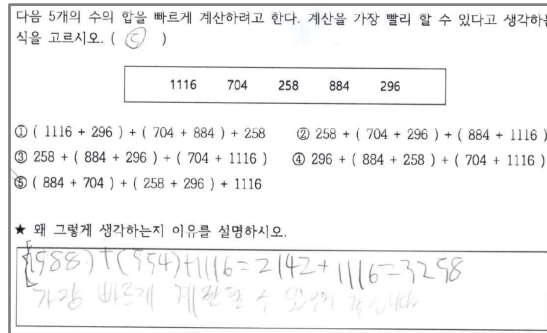 다음 5개의 수의 합을 빠르게 계산하려고 한다. 계산을 가장 빨리 할 수 있다고 생각하는
식을 고르시오. ( ⑤ )
1116 704 258 884 296
① ( 1116 + 296 ) + ( 704 + 884 ) + 258 ② 258 + ( 704 + 296 ) + ( 884 + 1116 )
③ 258 + ( 884 + 296 ) + ( 704 + 1116 ) ④ 296 + ( 884 + 258 ) + ( 704 + 1116 )
⑤ ( 884 + 704 ) + ( 258 + 296 ) + 1116
★ 왜 그렇게 생각하는지 이유를 설명하시오.
(1588)+(554)+1116=2142+1116=3258
가장 빠르게 계산할 수 있을거 같습니다